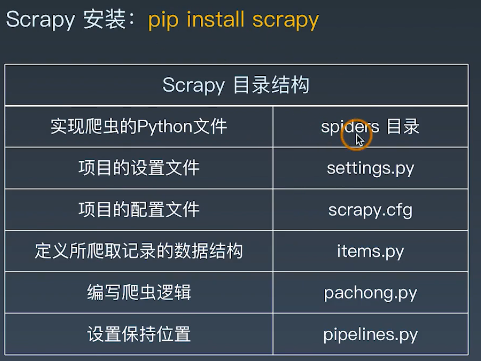 Scrapy 安装：pip install scrapy
Scrapy 目录结构
实现爬虫的Python文件 spiders 目录
项目的设置文件 settings.py
项目的配置文件 scrapy.cfg
定义所爬取记录的数据结构 items.py
编写爬虫逻辑 pachong.py
设置保持位置 pipelines.py